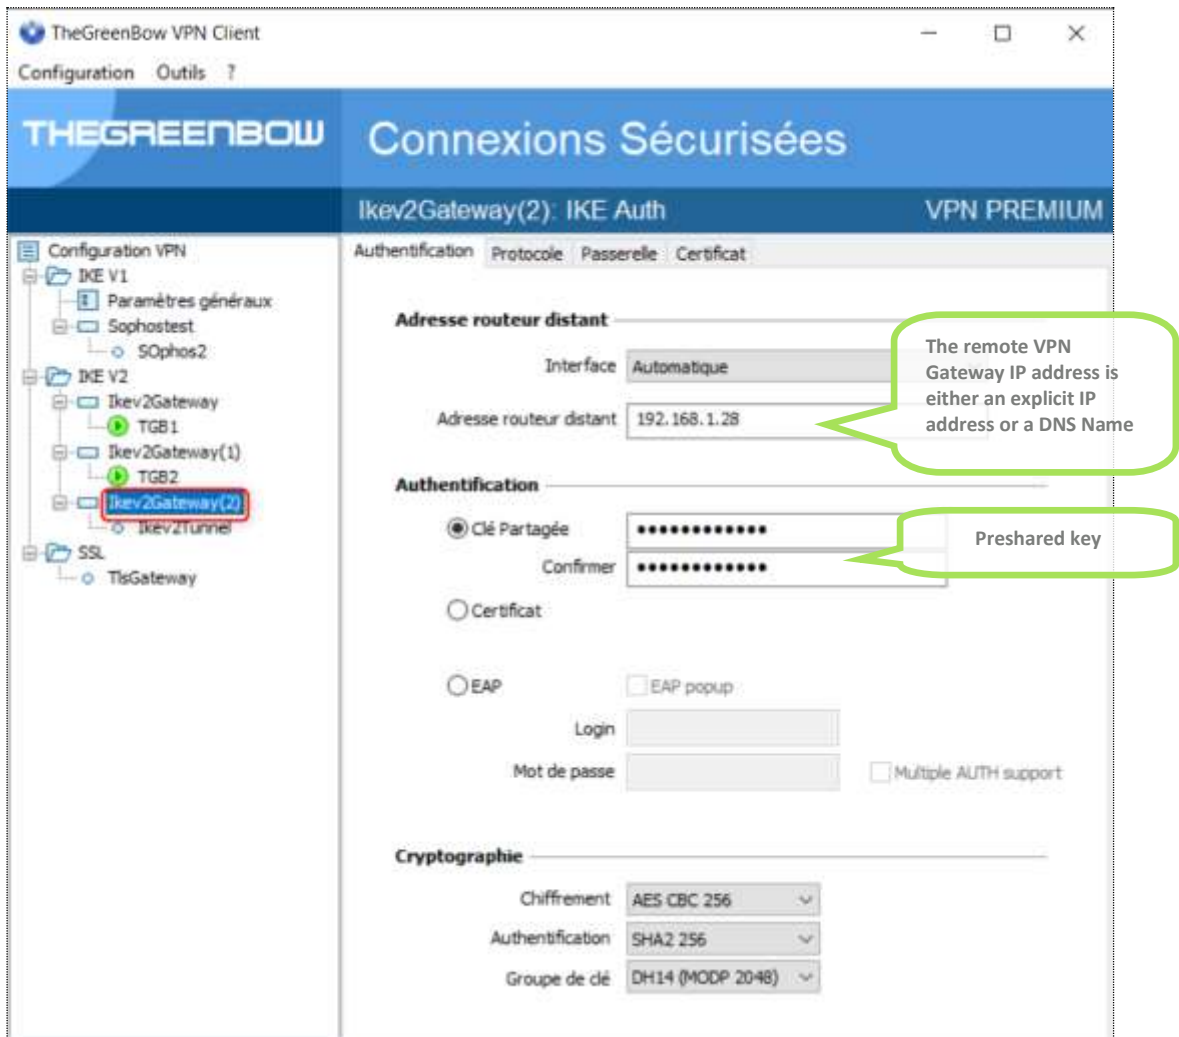 TheGreenBow VPN Client
Configuration Outils ?
THEGREENBOW
Connexions Sécurisées
Ikev2Gateway(2): IKE Auth
VPN PREMIUM
Configuration VPN
IKE V1
Paramètres généraux
Sophostest
SOphos2
IKE V2
Ikev2Gateway
TGB1
Ikev2Gateway(1)
TGB2
Ikev2Gateway(2)
Ikev2Tunnel
SSL
TlsGateway
Authentification Protocole Passerelle Certificat
Adresse routeur distant
Interface Automatique
Adresse routeur distant 192.168.1.28
The remote VPN
Gateway IP address is
either an explicit IP
address or a DNS Name
Authentification
Clé Partagée ●●●●●●●●●●●●
Confirmer ●●●●●●●●●●●●
Preshared key
Certificat
EAP EAP popup
Login
Mot de passe Multiple AUTH support
Cryptographie
Chiffrement AES CBC 256
Authentification SHA2 256
Groupe de clé DH14 (MODP 2048)